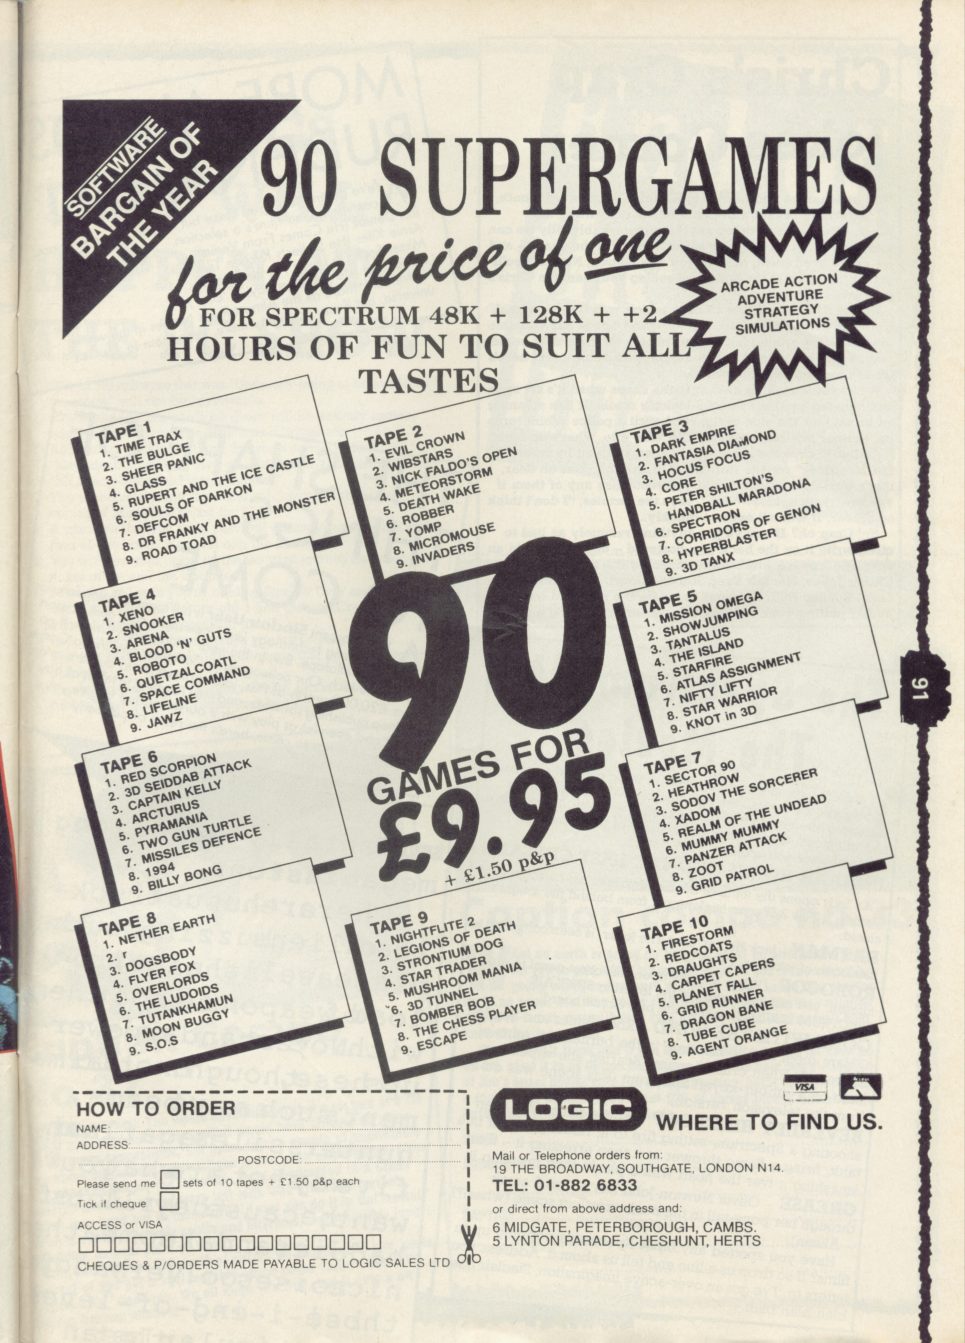 SOFTWARE
BARGAIN OF
THE YEAR
90 SUPERGAMES
for the price of one
FOR SPECTRUM 48K + 128K + +2
HOURS OF FUN TO SUIT ALL
TASTES
ARCADE ACTION
ADVENTURE
STRATEGY
SIMULATIONS
TAPE 1
1. TIME TRAX
2. THE BULGE
3. SHEER PANIC
4. GLASS
5. RUPERT AND THE ICE CASTLE
6. SOULS OF DARKON
7. DEFCOM
8. DR FRANKY AND THE MONSTER
9. ROAD TOAD
TAPE 2
1. EVIL CROWN
2. WIBSTARS
3. NICK FALDO'S OPEN
4. METEORSTORM
5. DEATH WAKE
6. ROBBER
7. YOMP
8. MICROMOUSE
9. INVADERS
TAPE 3
1. DARK EMPIRE
2. FANTASIA DIAMOND
3. HOCUS FOCUS
4. CORE
5. PETER SHILTON'S
HANDBALL MARADONA
6. SPECTRON
7. CORRIDORS OF GENON
8. HYPERBLASTER
9. 3D TANX
TAPE 4
1. XENO
2. SNOOKER
3. ARENA
4. BLOOD 'N' GUTS
5. ROBOTO
6. QUETZALCOATL
7. SPACE COMMAND
8. LIFELINE
9. JAWZ
TAPE 5
1. MISSION OMEGA
2. SHOWJUMPING
3. TANTALUS
4. THE ISLAND
5. STARFIRE
6. ATLAS ASSIGNMENT
7. NIFTY LIFTY
8. STAR WARRIOR
9. KNOT in 3D
90
GAMES FOR
£9.95
+ £1.50 p&p
TAPE 6
1. RED SCORPION
2. 3D SEIDDAB ATTACK
3. CAPTAIN KELLY
4. ARCTURUS
5. PYRAMANIA
6. TWO GUN TURTLE
7. MISSILES DEFENCE
8. 1994
9. BILLY BONG
TAPE 7
1. SECTOR 90
2. HEATHROW
3. SODOV THE SORCERER
4. XADOM
5. REALM OF THE UNDEAD
6. MUMMY MUMMY
7. PANZER ATTACK
8. ZOOT
9. GRID PATROL
TAPE 8
1. NETHER EARTH
2. r
3. DOGSBODY
4. FLYER FOX
5. OVERLORDS
6. THE LUDOIDS
7. TUTANKHAMUN
8. MOON BUGGY
9. S.O.S
TAPE 9
1. NIGHTFLITE 2
2. LEGIONS OF DEATH
3. STRONTIUM DOG
4. STAR TRADER
5. MUSHROOM MANIA
6. 3D TUNNEL
7. BOMBER BOB
8. THE CHESS PLAYER
9. ESCAPE
TAPE 10
1. FIRESTORM
2. REDCOATS
3. DRAUGHTS
4. CARPET CAPERS
5. PLANET FALL
6. GRID RUNNER
7. DRAGON BANE
8. TUBE CUBE
9. AGENT ORANGE
HOW TO ORDER
NAME:
ADDRESS
POSTCODE:
Please send me sets of 10 tapes + £1.50 p&p each
Tick if cheque
ACCESS or VISA
CHEQUES & P/ORDERS MADE PAYABLE TO LOGIC SALES LTD
VISA
LOGIC WHERE TO FIND US.
Mail or Telephone orders from:
19 THE BROADWAY, SOUTHGATE, LONDON N14.
TEL: 01-882 6833
or direct from above address and:
6 MIDGATE, PETERBOROUGH, CAMBS.
5 LYNTON PARADE, CHESHUNT, HERTS
91